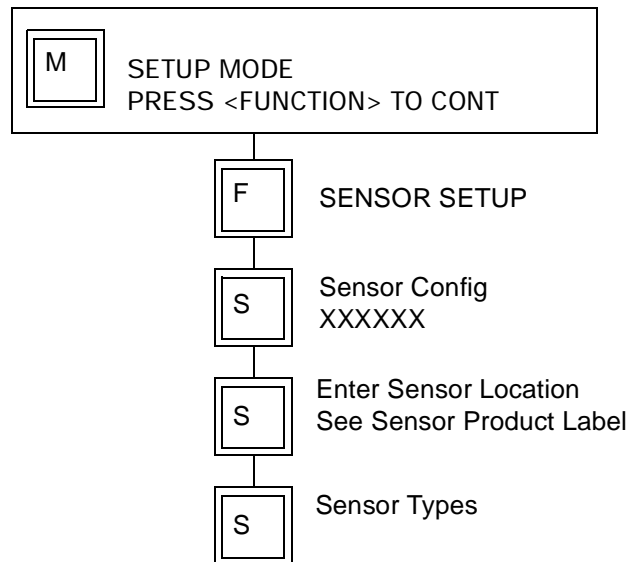 M
SETUP MODE
PRESS <FUNCTION> TO CONT
F
SENSOR SETUP
S
Sensor Config
XXXXXX
S
Enter Sensor Location
See Sensor Product Label
S
Sensor Types